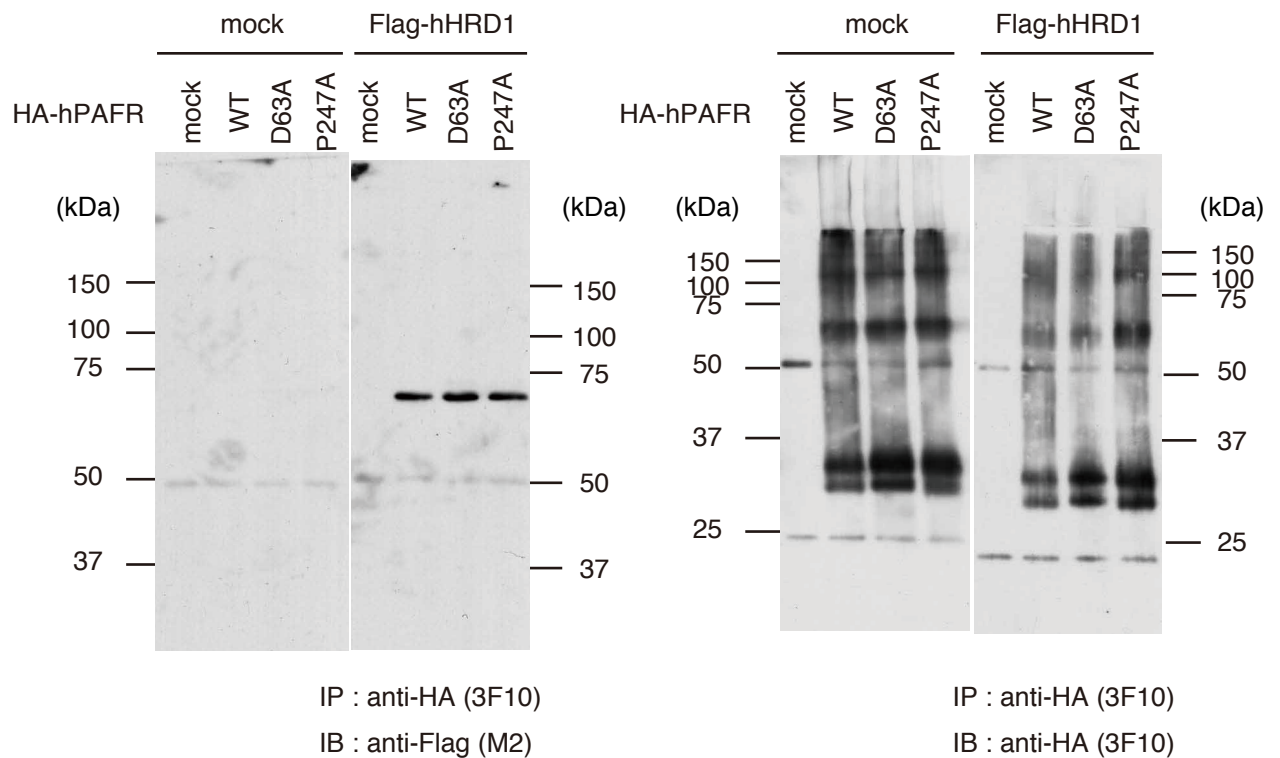 mock Flag-hHRD1 mock Flag-hHRD1
HA-hPAFR mock WT D63A P247A mock WT D63A P247A HA-hPAFR mock WT D63A P247A mock WT D63A P247A
(kDa) (kDa) (kDa) (kDa)
150 150 150 150
100 100 100 100
75 75 75 75
50 50 50 50
37 37 37 37
25 25
IP : anti-HA (3F10) IP : anti-HA (3F10)
IB : anti-Flag (M2) IB : anti-HA (3F10)